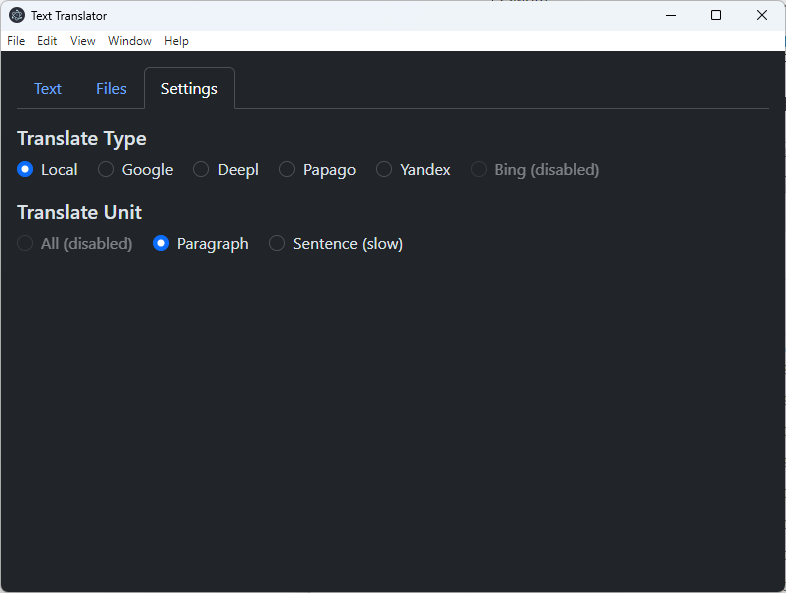 Text Translator
File Edit View Window Help
Text Files Settings
Translate Type
Local Google Deepl Papago Yandex Bing (disabled)
Translate Unit
All (disabled) Paragraph Sentence (slow)